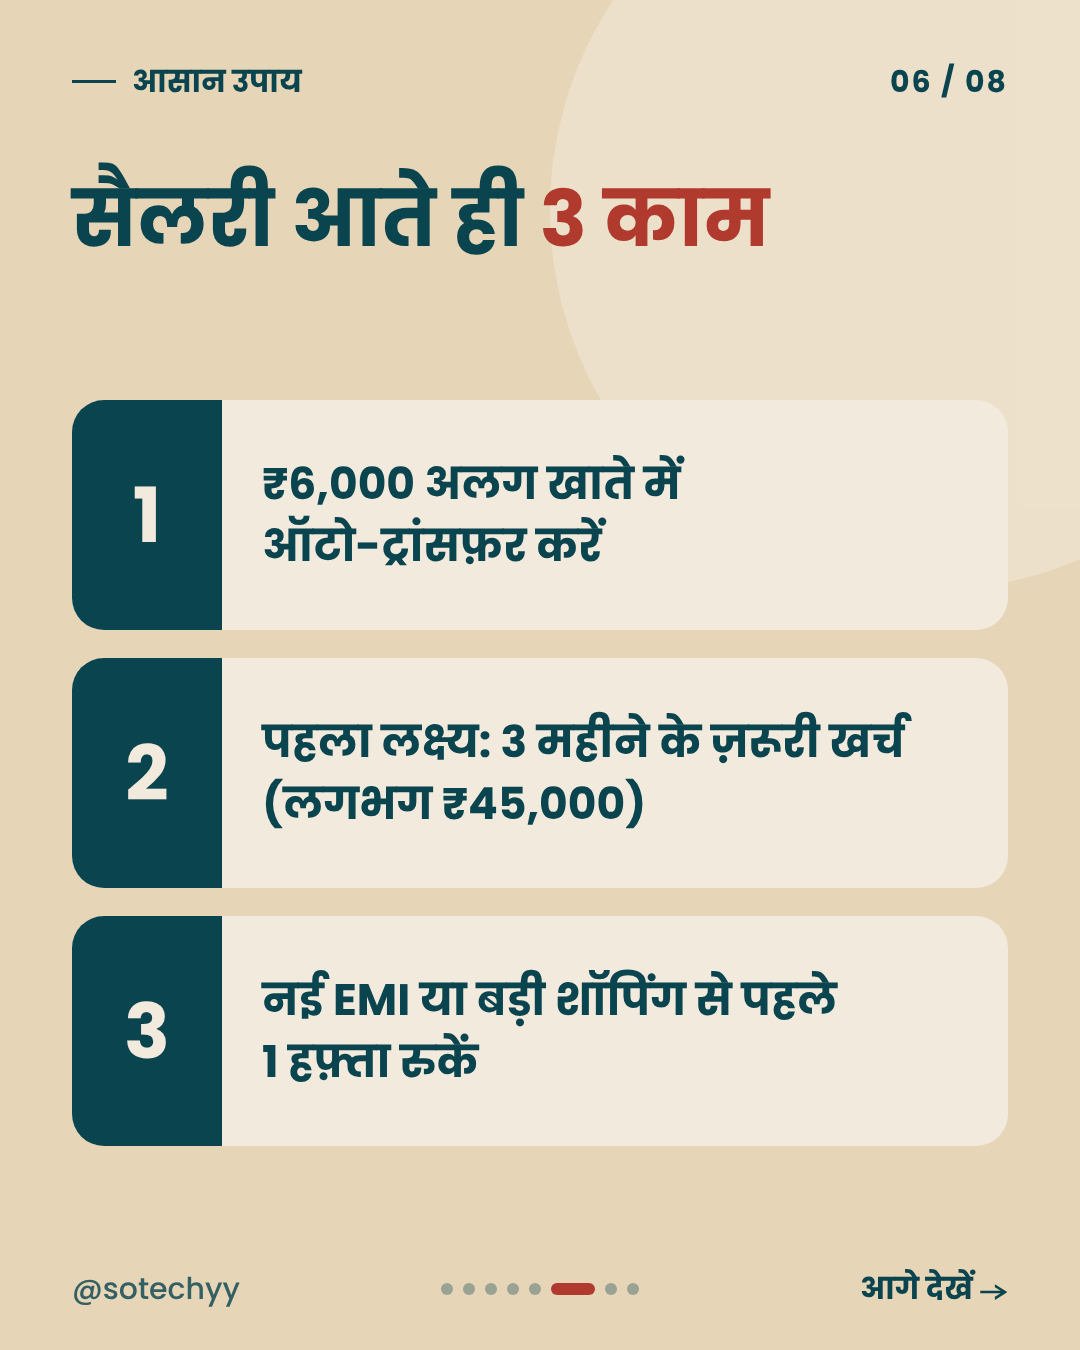 आसान उपाय
06 / 08
सैलरी आते ही 3 काम
1
₹6,000 अलग खाते में
ऑटो-ट्रांसफ़र करें
2
पहला लक्ष्य: 3 महीने के ज़रूरी खर्च
(लगभग ₹45,000)
3
नई EMI या बड़ी शॉपिंग से पहले
1 हफ़्ता रुकें
@sotechyy
आगे देखें →